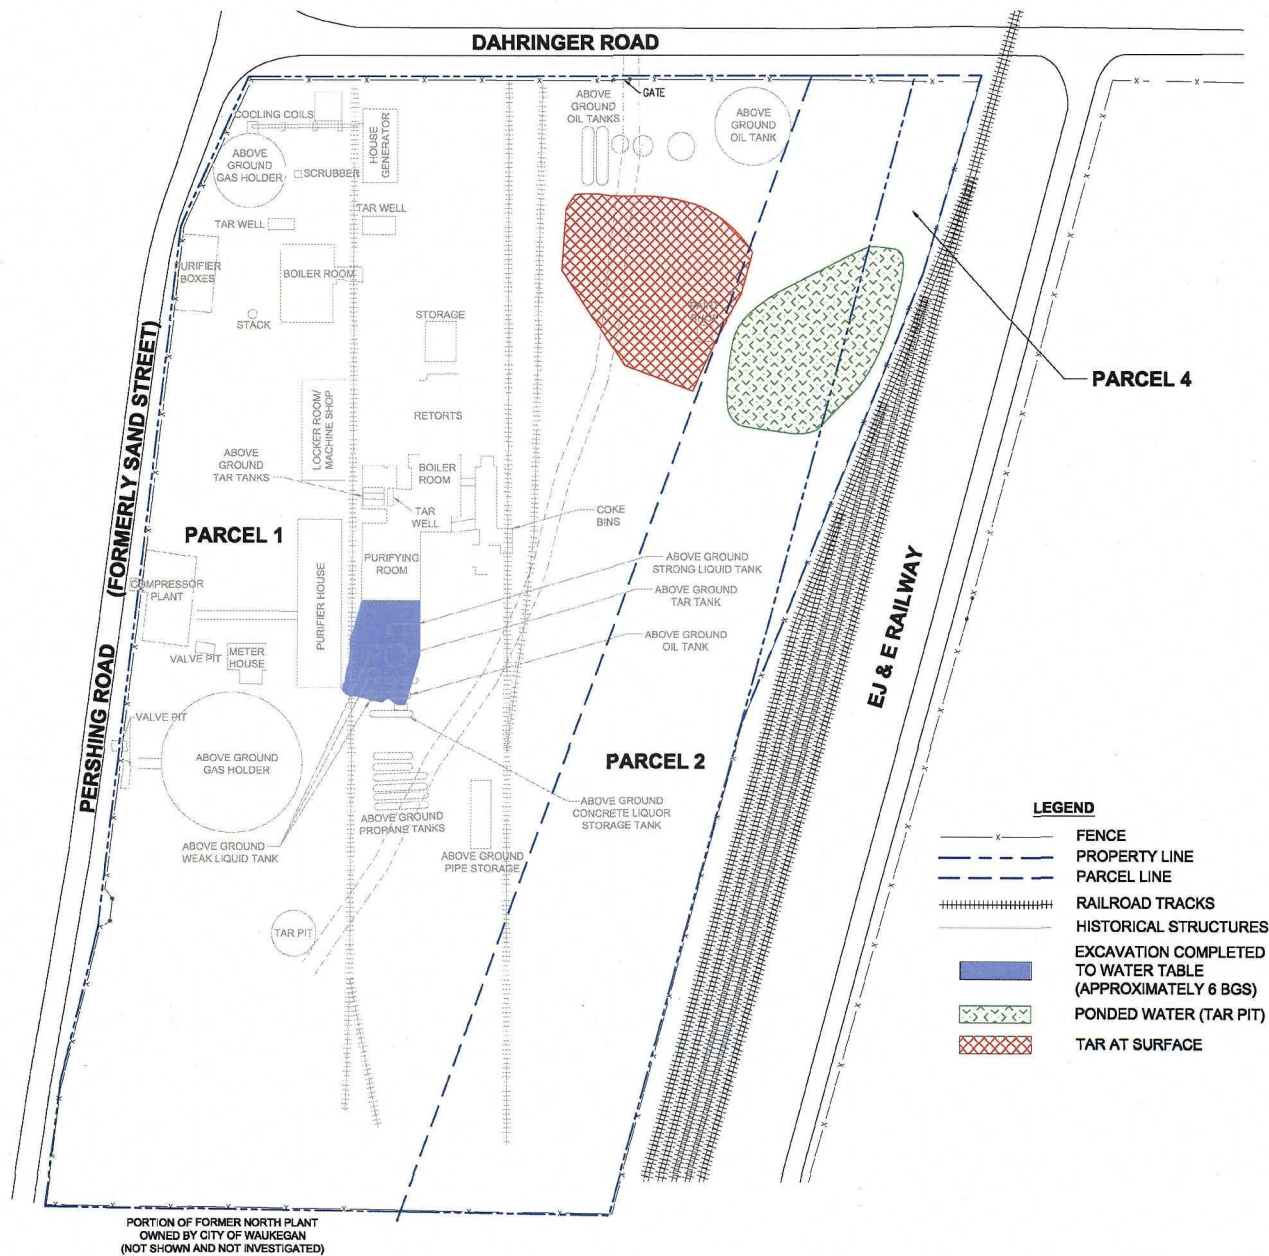 DAHRINGER ROAD
GATE
ABOVE
GROUND
OIL TANKS
ABOVE
GROUND
OIL TANK
COOLING COILS
HOUSE
GENERATOR
ABOVE
GROUND
GAS HOLDER
SCRUBBER
TAR WELL
TAR WELL
URIFIER
BOXES
BOILER ROOM
STACK
STORAGE
PARCEL 4
PERSHING ROAD (FORMERLY SAND STREET)
LOCKER ROOM/
MACHINE SHOP
RETORTS
ABOVE
GROUND
TAR TANKS
BOILER
ROOM
TAR
WELL
COKE
BINS
PARCEL 1
PURIFYING
ROOM
ABOVE GROUND
STRONG LIQUID TANK
COMPRESSOR
PLANT
PURIFIER HOUSE
ABOVE GROUND
TAR TANK
ABOVE GROUND
OIL TANK
EJ & E RAILWAY
VALVE PIT
METER
HOUSE
VALVE PIT
ABOVE GROUND
GAS HOLDER
PARCEL 2
ABOVE GROUND
CONCRETE LIQUOR
STORAGE TANK
ABOVE GROUND
PROPANE TANKS
ABOVE GROUND
WEAK LIQUID TANK
ABOVE GROUND
PIPE STORAGE
TAR PIT
LEGEND
FENCE
PROPERTY LINE
PARCEL LINE
RAILROAD TRACKS
HISTORICAL STRUCTURES
EXCAVATION COMPLETED
TO WATER TABLE
(APPROXIMATELY 6 BGS)
PONDED WATER (TAR PIT)
TAR AT SURFACE
PORTION OF FORMER NORTH PLANT
OWNED BY CITY OF WAUKEGAN
(NOT SHOWN AND NOT INVESTIGATED)